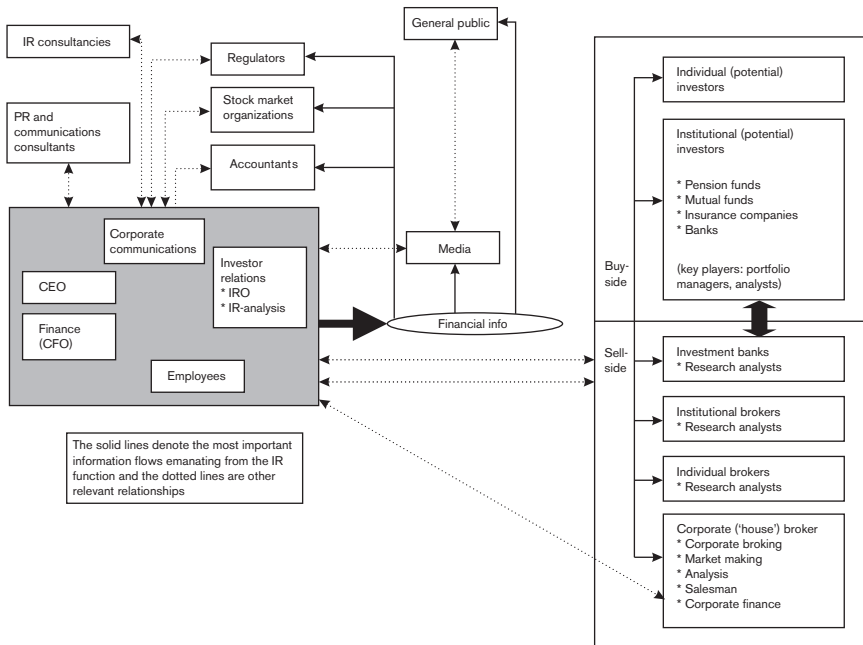 General public
IR consultancies
Regulators
Stock market
organizations
PR and
communications
consultants
Accountants
Corporate
communications
Investor
relations
* IRO
* IR-analysis
CEO
Finance
(CFO)
Employees
Media
Financial info
The solid lines denote the most important
information flows emanating from the IR
function and the dotted lines are other
relevant relationships
Buy-
side
Individual (potential)
investors
Institutional (potential)
investors
* Pension funds
* Mutual funds
* Insurance companies
* Banks
(key players: portfolio
managers, analysts)
Sell-
side
Investment banks
* Research analysts
Institutional brokers
* Research analysts
Individual brokers
* Research analysts
Corporate (‘house’) broker
* Corporate broking
* Market making
* Analysis
* Salesman
* Corporate finance